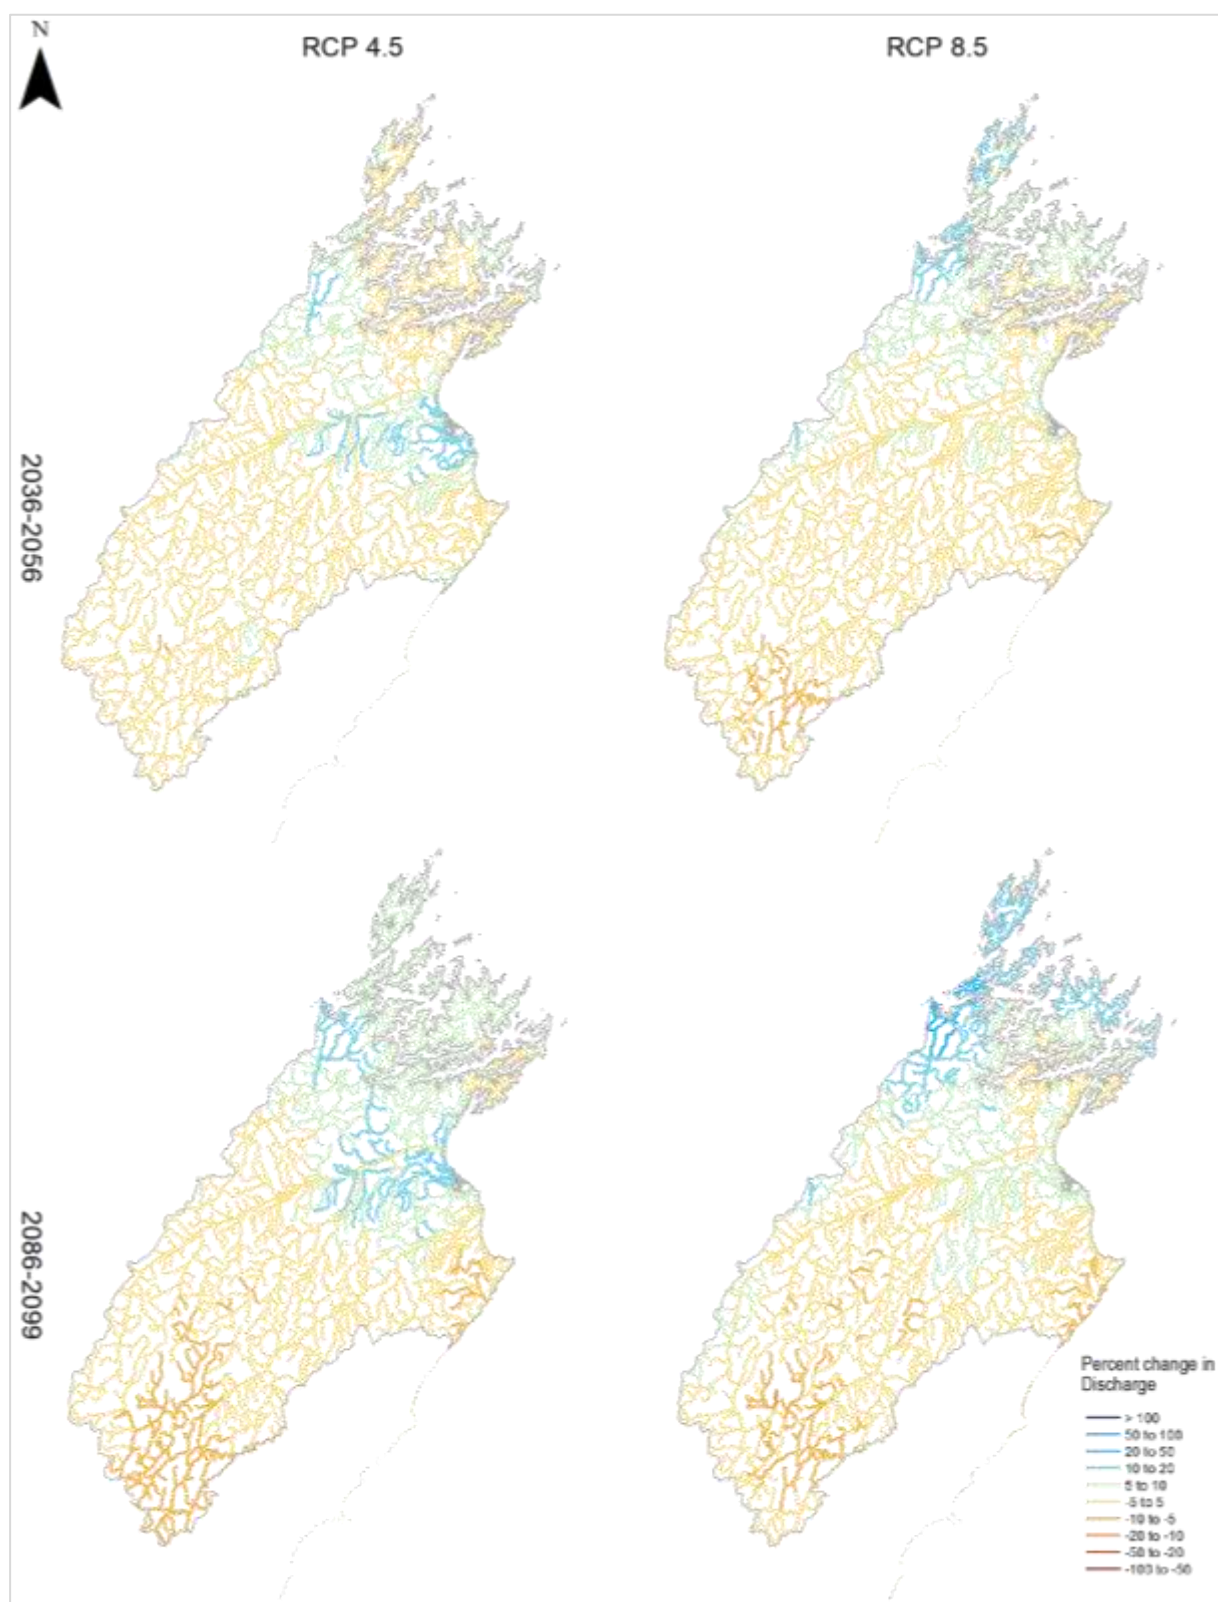 N
RCP 4.5
RCP 8.5
2036-2056
2086-2099
Percent change in
Discharge
> 100
50 to 100
20 to 50
10 to 20
5 to 10
-5 to 5
-10 to -5
-20 to -10
-50 to -20
-100 to -50